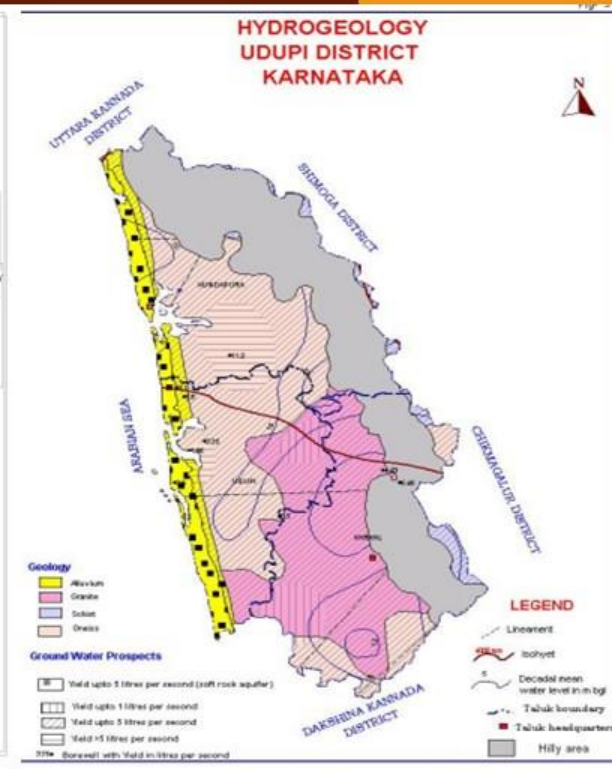 HYDROGEOLOGY
UDUPI DISTRICT
KARNATAKA
N
UTTARA KANNADA
DISTRICT
SHIMOGA DISTRICT
KUNDAPURA
ARABIAN SEA
UDUPI
CHIKMAGALUR DISTRICT
DAKSHINA KANNADA
DISTRICT
Geology
Alluvium
Granite
Schist
Gneiss
Ground Water Prospects
Yield upto 5 litres per second (soft rock aquifer)
Yield upto 1 litres per second
Yield upto 5 litres per second
Yield >5 litres per second
Borewell with Yield in litres per second
LEGEND
Lineament
Isohyet
5
Decadal mean
water level in m bgl
Taluk boundary
Taluk headquarters
Hilly area